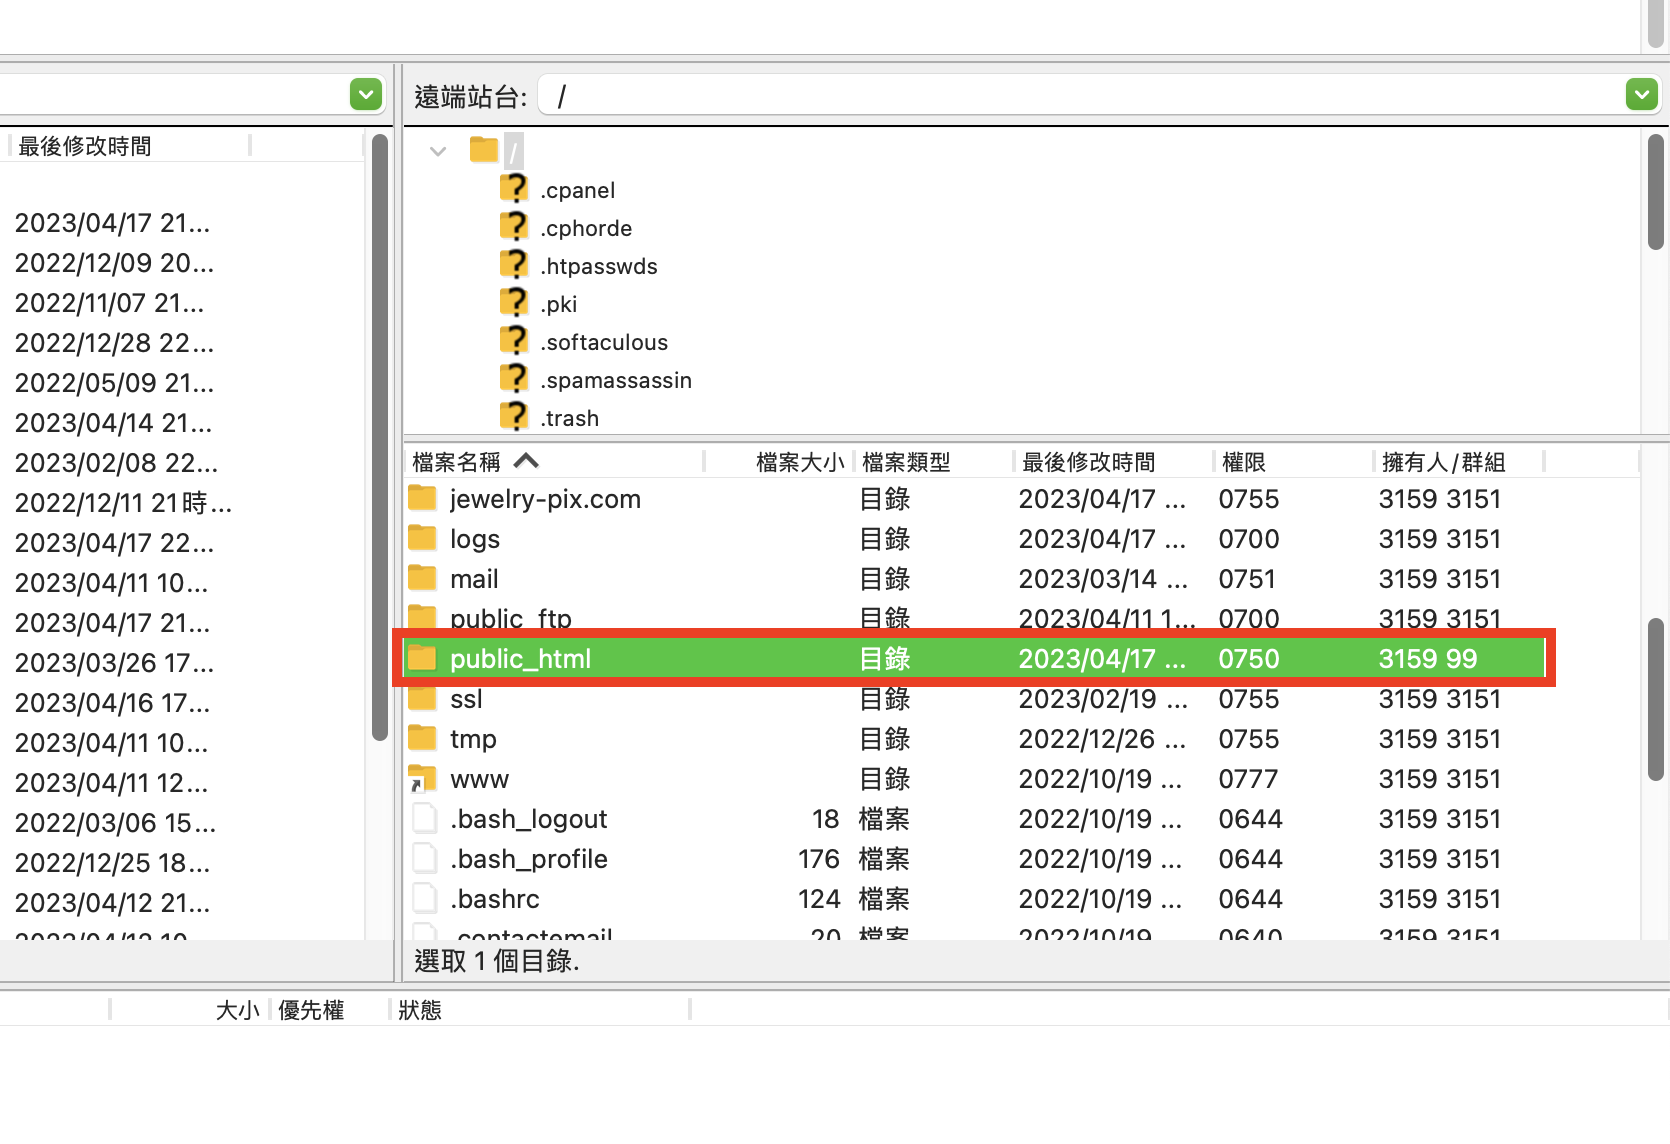 遠端站台: /
最後修改時間
2023/04/17 21...
2022/12/09 20...
2022/11/07 21...
2022/12/28 22...
2022/05/09 21...
2023/04/14 21...
2023/02/08 22...
2022/12/11 21時...
2023/04/17 22...
2023/04/11 10...
2023/04/17 21...
2023/03/26 17...
2023/04/16 17...
2023/04/11 10...
2023/04/11 12...
2022/03/06 15...
2022/12/25 18...
2023/04/12 21...
/
.cpanel
.cphorde
.htpasswds
.pki
.softaculous
.spamassassin
.trash
檔案名稱 檔案大小 檔案類型 最後修改時間 權限 擁有人/群組
jewelry-pix.com 目錄 2023/04/17 ... 0755 3159 3151
logs 目錄 2023/04/17 ... 0700 3159 3151
mail 目錄 2023/03/14 ... 0751 3159 3151
public_ftp 目錄 2023/04/11 1... 0700 3159 3151
public_html 目錄 2023/04/17 ... 0750 3159 99
ssl 目錄 2023/02/19 ... 0755 3159 3151
tmp 目錄 2022/12/26 ... 0755 3159 3151
www 目錄 2022/10/19 ... 0777 3159 3151
.bash_logout 18 檔案 2022/10/19 ... 0644 3159 3151
.bash_profile 176 檔案 2022/10/19 ... 0644 3159 3151
.bashrc 124 檔案 2022/10/19 ... 0644 3159 3151
.contactemail 20 檔案 2022/10/19 ... 0640 3159 3151
選取 1 個目錄.
大小 優先權 狀態